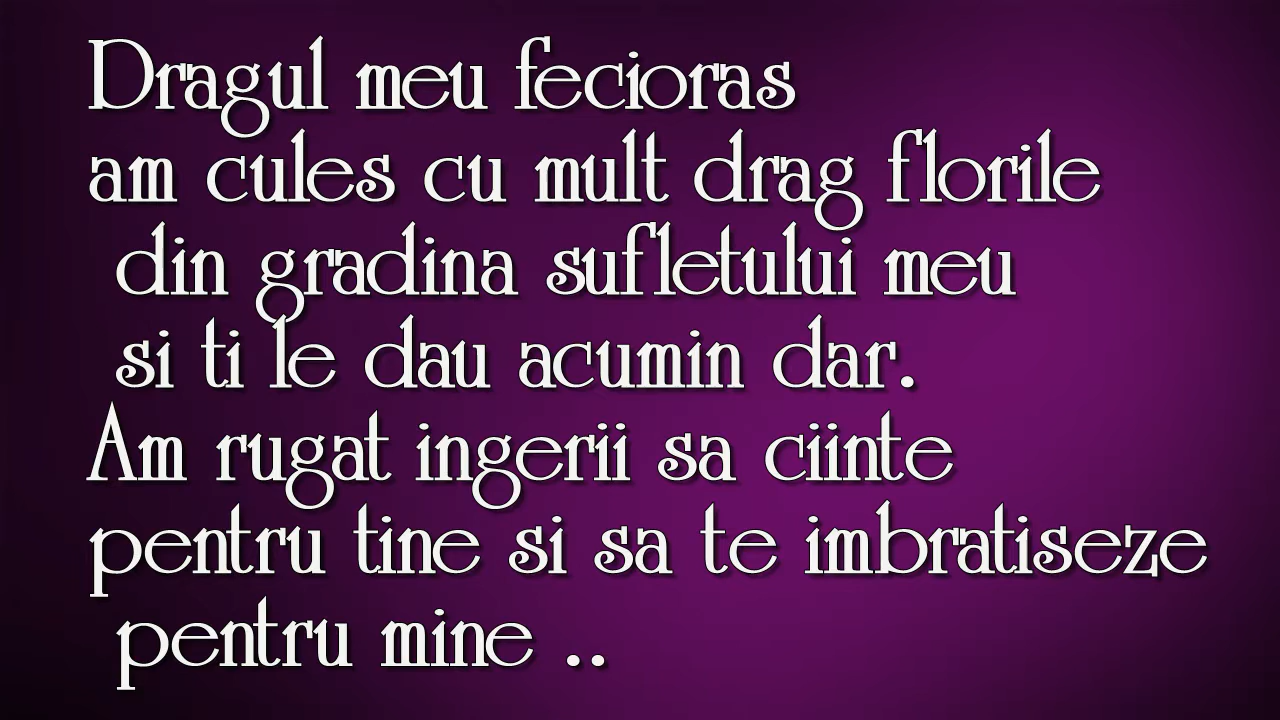 Dragul meu fecioras
am cules cu mult drag florile
din gradina sufletului meu
si ti le dau acumin dar.
Am rugat ingerii sa ciinte
pentru tine si sa te imbratiseze
pentru mine ..